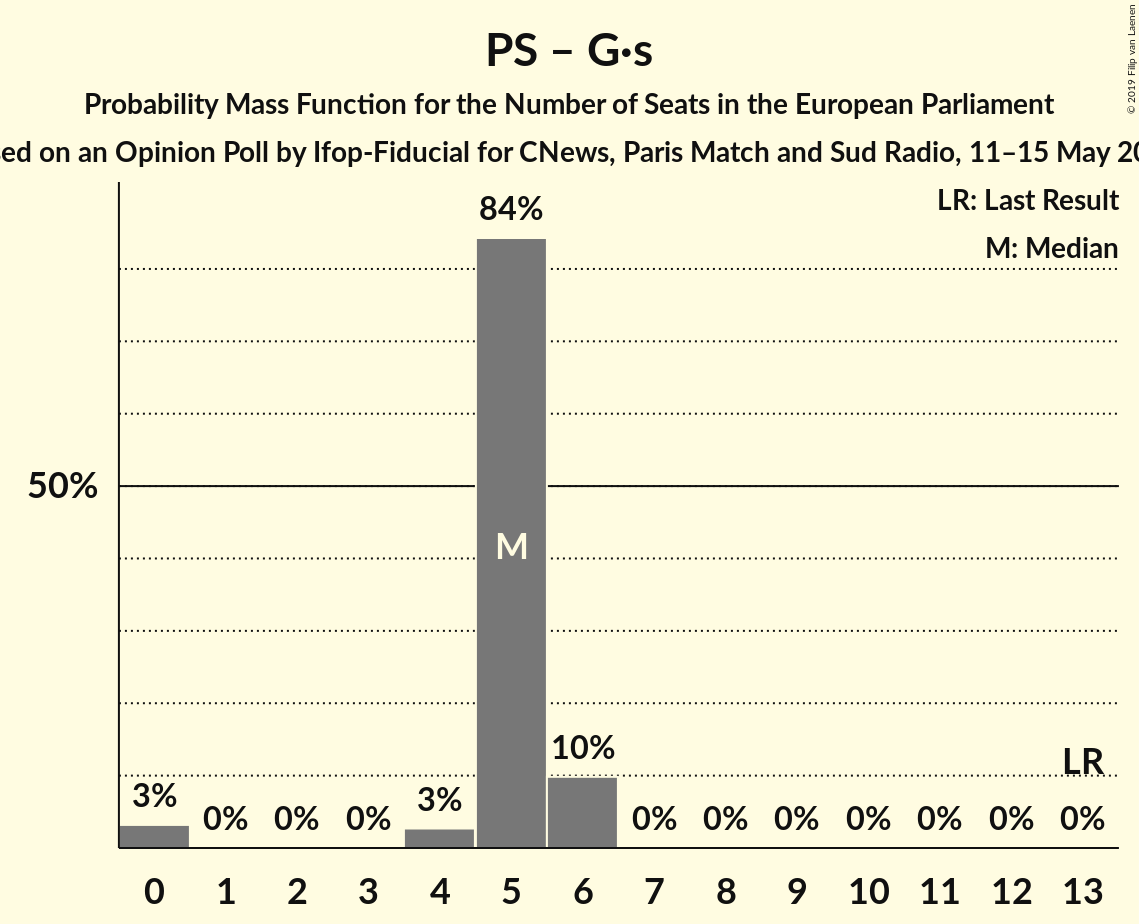 PS – G·s
Probability Mass Function for the Number of Seats in the European Parliament
on an Opinion Poll by Ifop-Fiducial for CNews, Paris Match and Sud Radio, 11–15 May
© 2019 Filip van Laenen
LR: Last Result
M: Median
84%
50%
M
10%
LR
3%
0%
0%
0%
3%
0%
0%
0%
0%
0%
0%
0%
0 1 2 3 4 5 6 7 8 9 10 11 12 13